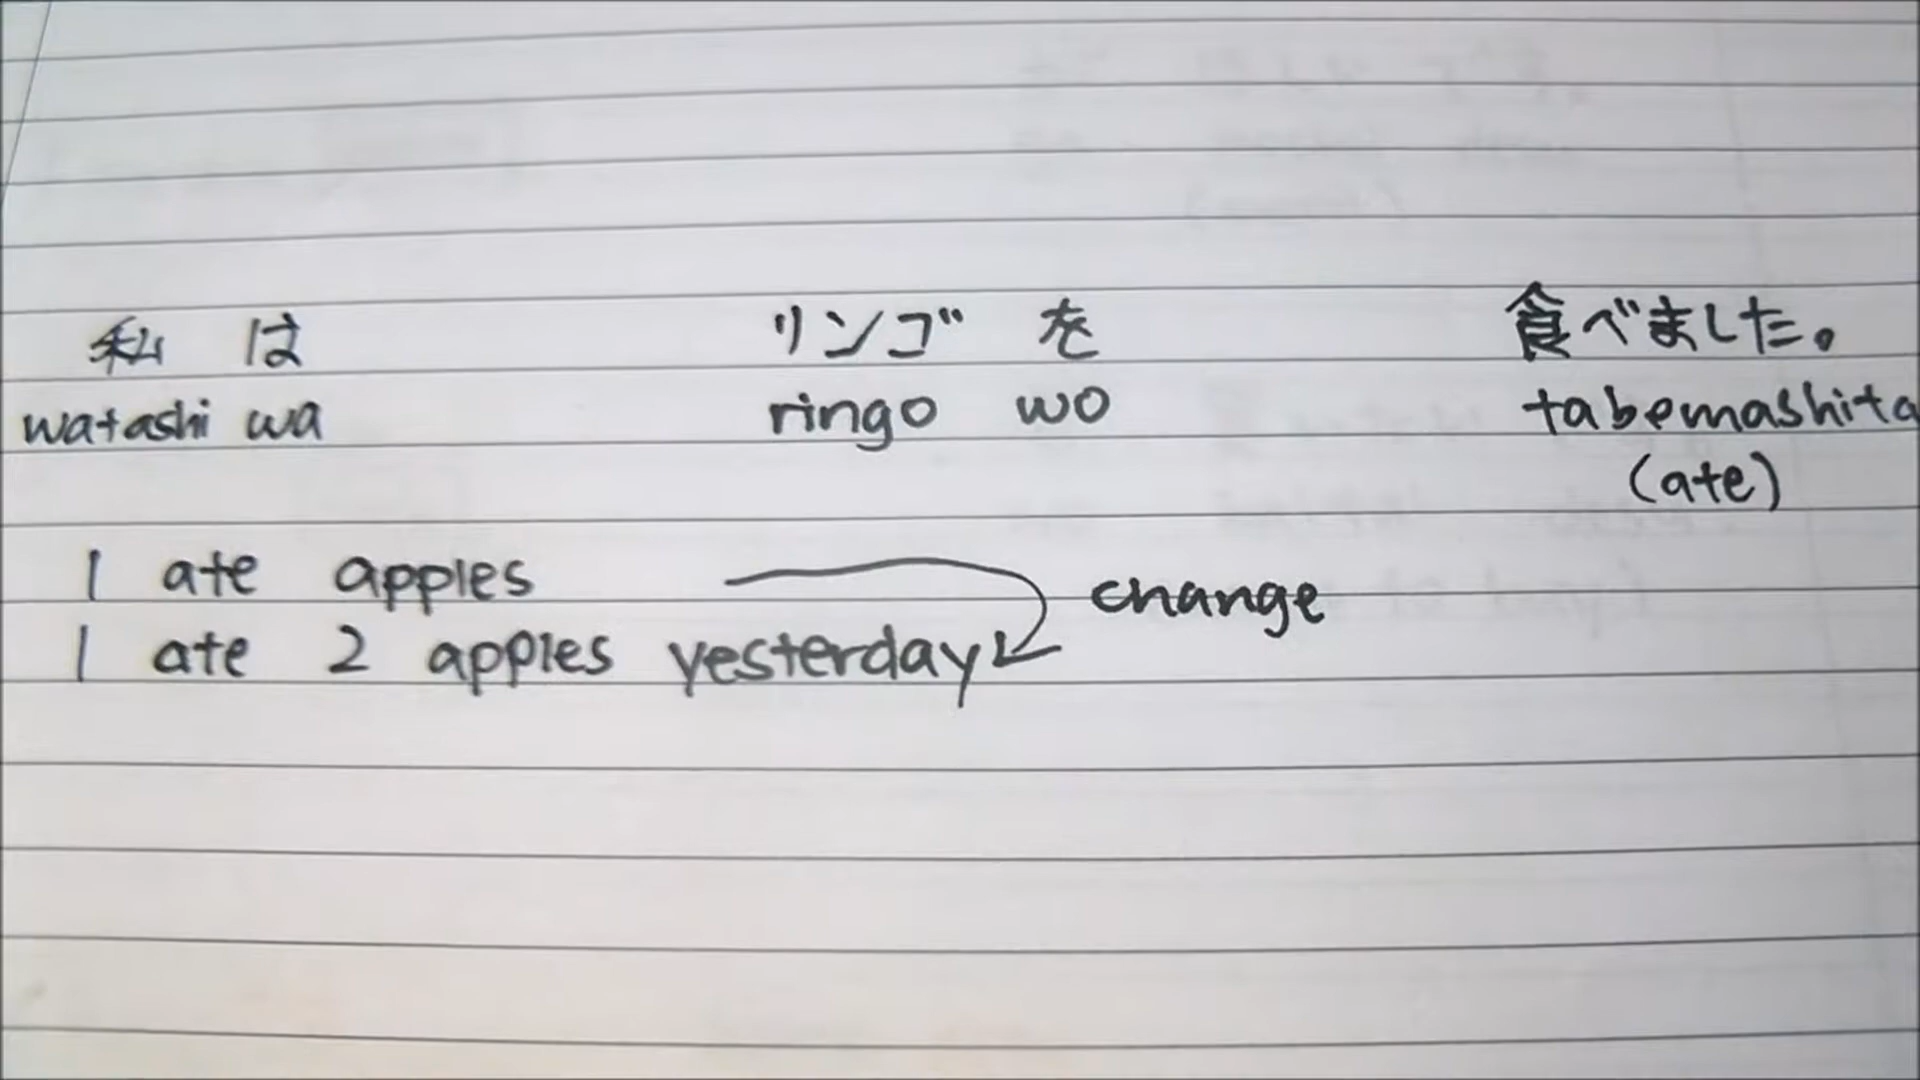 私 は リンゴ を 食べました。
watashi wa ringo wo tabemashita
(ate)
I ate apples
change
I ate 2 apples yesterday